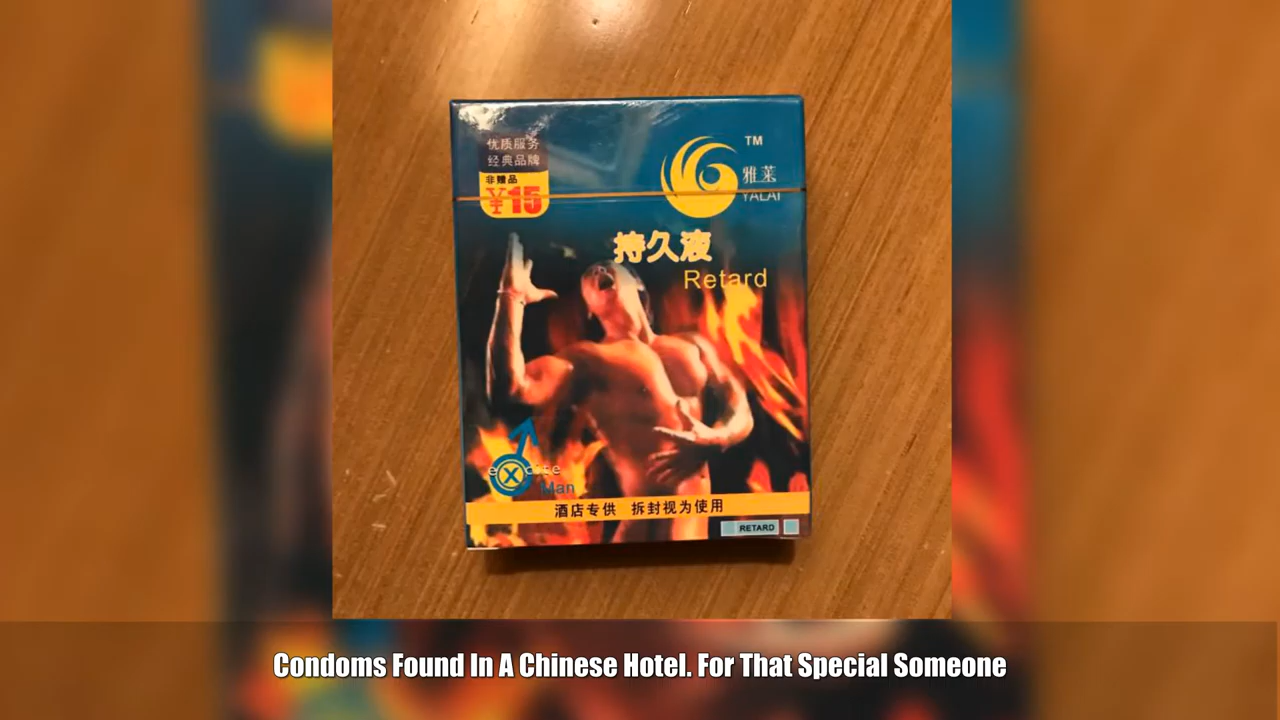 优质服务
经典品牌
非赠品
¥15
TM
雅莱
YALAI
持久液
Retard
eXcite
Man
酒店专供 拆封视为使用
RETARD
Condoms Found In A Chinese Hotel. For That Special Someone